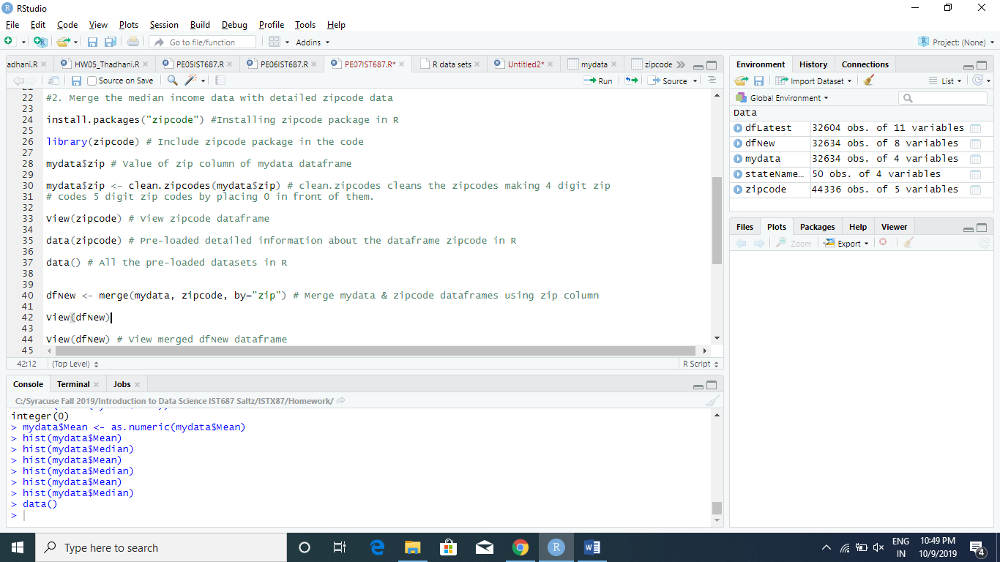 RStudio
File Edit Code View Plots Session Build Debug Profile Tools Help
Go to file/function Addins Project: (None)
adhani.R HW05_Thadhani.R PE05IST687.R PE06IST687.R PE07IST687.R* R data sets Untitled2* mydata zipcode
Source on Save Run Source
22 #2. Merge the median income data with detailed zipcode data
23
24 install.packages("zipcode") #Installing zipcode package in R
25
26 library(zipcode) # Include zipcode package in the code
27
28 mydata$zip # Value of zip column of mydata dataframe
29
30 mydata$zip <- clean.zipcodes(mydata$zip) # clean.zipcodes cleans the zipcodes making 4 digit zip
31 # codes 5 digit zip codes by placing 0 in front of them.
32
33 View(zipcode) # View zipcode dataframe
34
35 data(zipcode) # Pre-loaded detailed information about the dataframe zipcode in R
36
37 data() # All the pre-loaded datasets in R
38
39
40 dfNew <- merge(mydata, zipcode, by="zip") # Merge mydata & zipcode dataframes using zip column
41
42 View(dfNew)
43
44 View(dfNew) # View merged dfNew dataframe
45
42:12 (Top Level) R Script
Console Terminal Jobs
C:/Syracuse Fall 2019/Introduction to Data Science IST687 Saltz/ISTX87/Homework/
integer(0)
> mydata$Mean <- as.numeric(mydata$Mean)
> hist(mydata$Mean)
> hist(mydata$Median)
> hist(mydata$Mean)
> hist(mydata$Median)
> hist(mydata$Mean)
> hist(mydata$Median)
> data()
>
Environment History Connections
Import Dataset List
Global Environment
Data
dfLatest 32604 obs. of 11 variables
dfNew 32634 obs. of 8 variables
mydata 32634 obs. of 4 variables
stateName… 50 obs. of 4 variables
zipcode 44336 obs. of 5 variables
Files Plots Packages Help Viewer
Zoom Export
Type here to search
ENG
IN
10:49 PM
10/9/2019
4